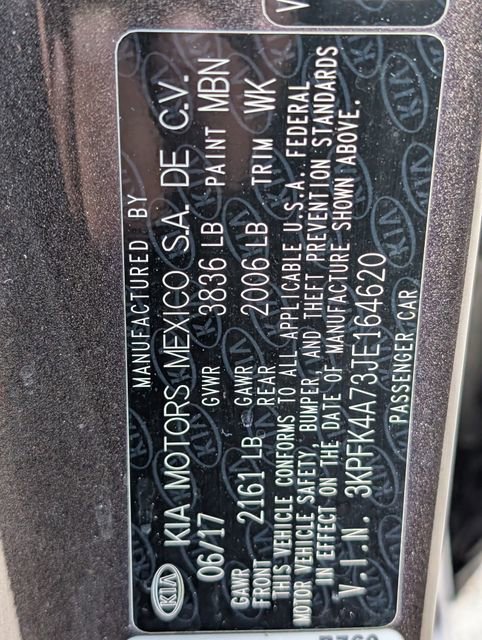 MANUFACTURED BY
KIA KIA MOTORS MEXICO S.A. DE C.V.
06/17 GVWR 3836 LB PAINT MBN
GAWR FRONT 2161 LB GAWR REAR 2006 LB TRIM WK
THIS VEHICLE CONFORMS TO ALL APPLICABLE U.S.A. FEDERAL
MOTOR VEHICLE SAFETY, BUMPER, AND THEFT PREVENTION STANDARDS
IN EFFECT ON THE DATE OF MANUFACTURE SHOWN ABOVE.
V.I.N. 3KPFK4A73JE164620
PASSENGER CAR